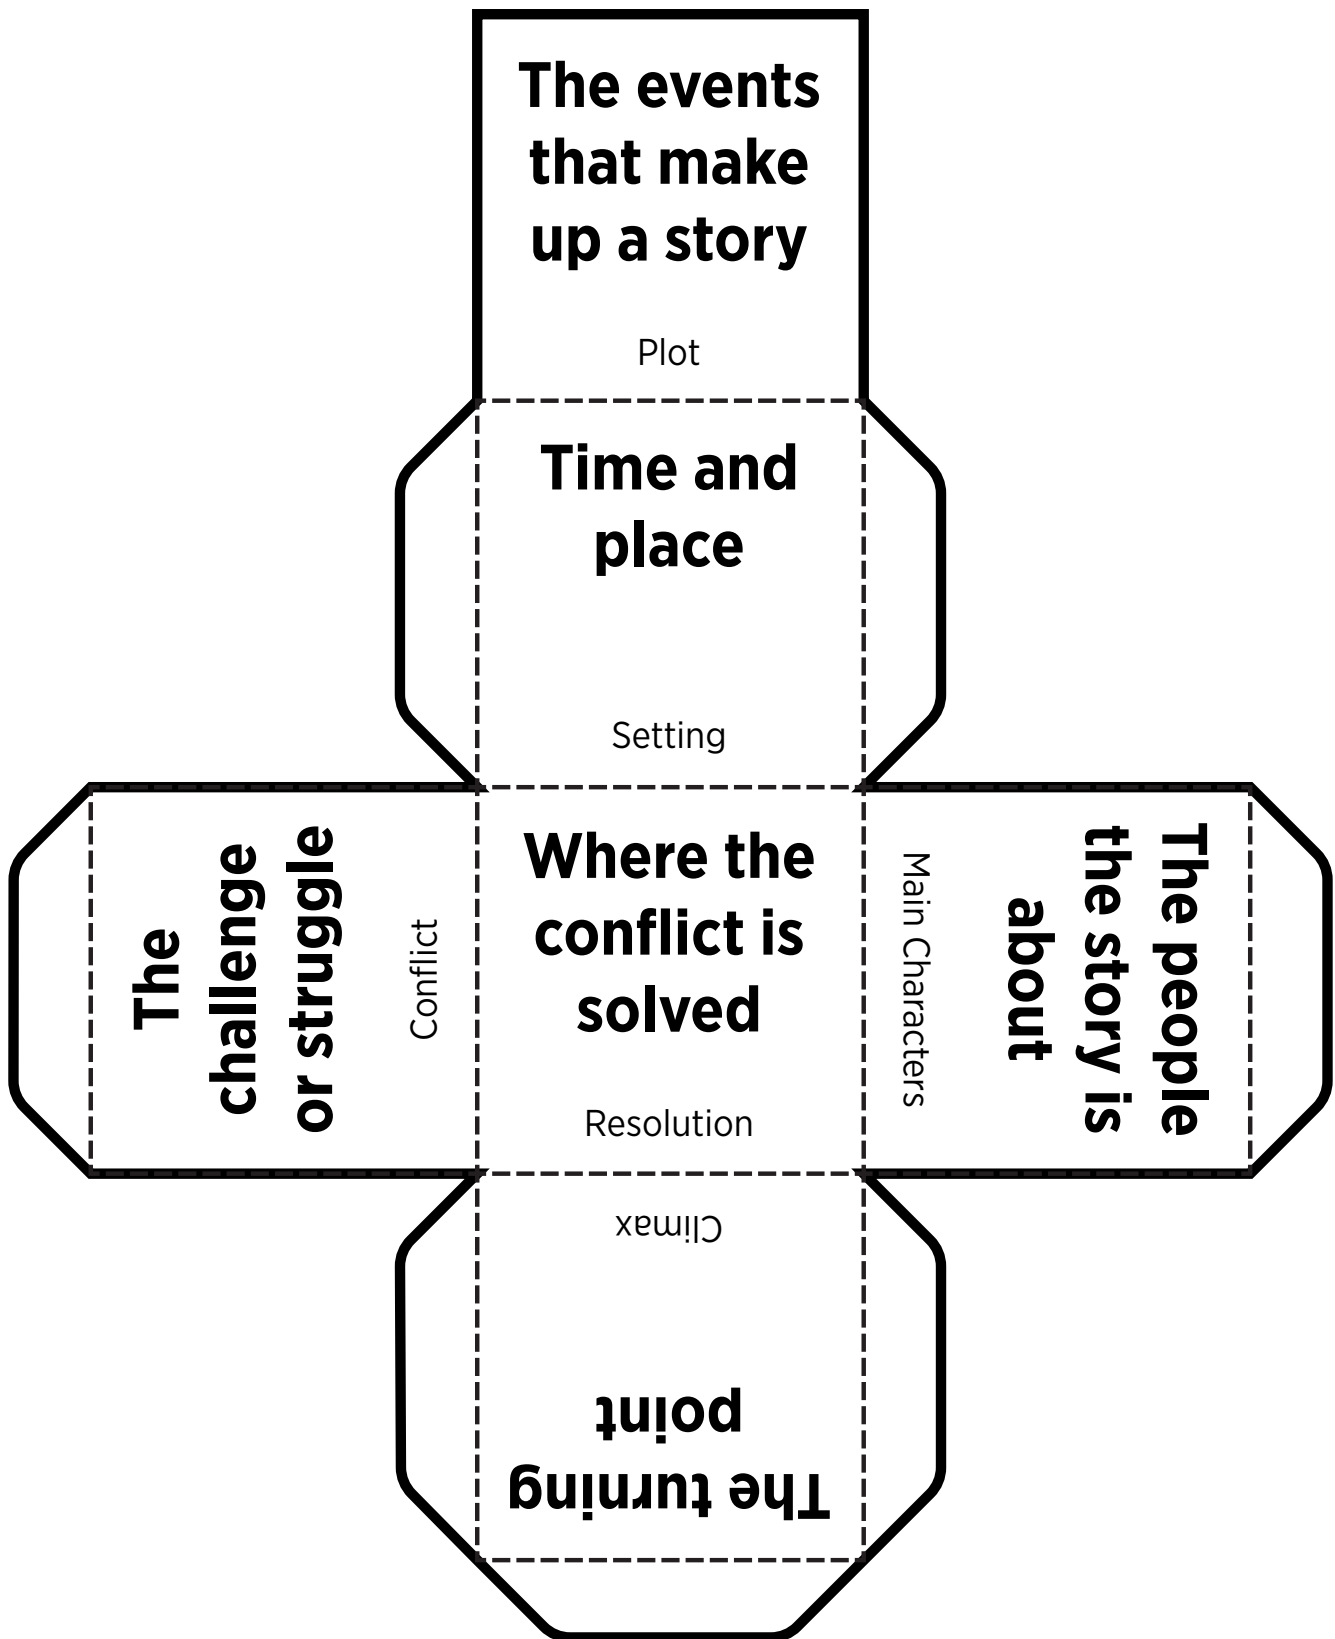 The events
that make
up a story
Plot
Time and
place
Setting
The
challenge
or struggle
Conflict
Where the
conflict is
solved
Resolution
The people
the story is
about
Main Characters
The turning
point
Climax